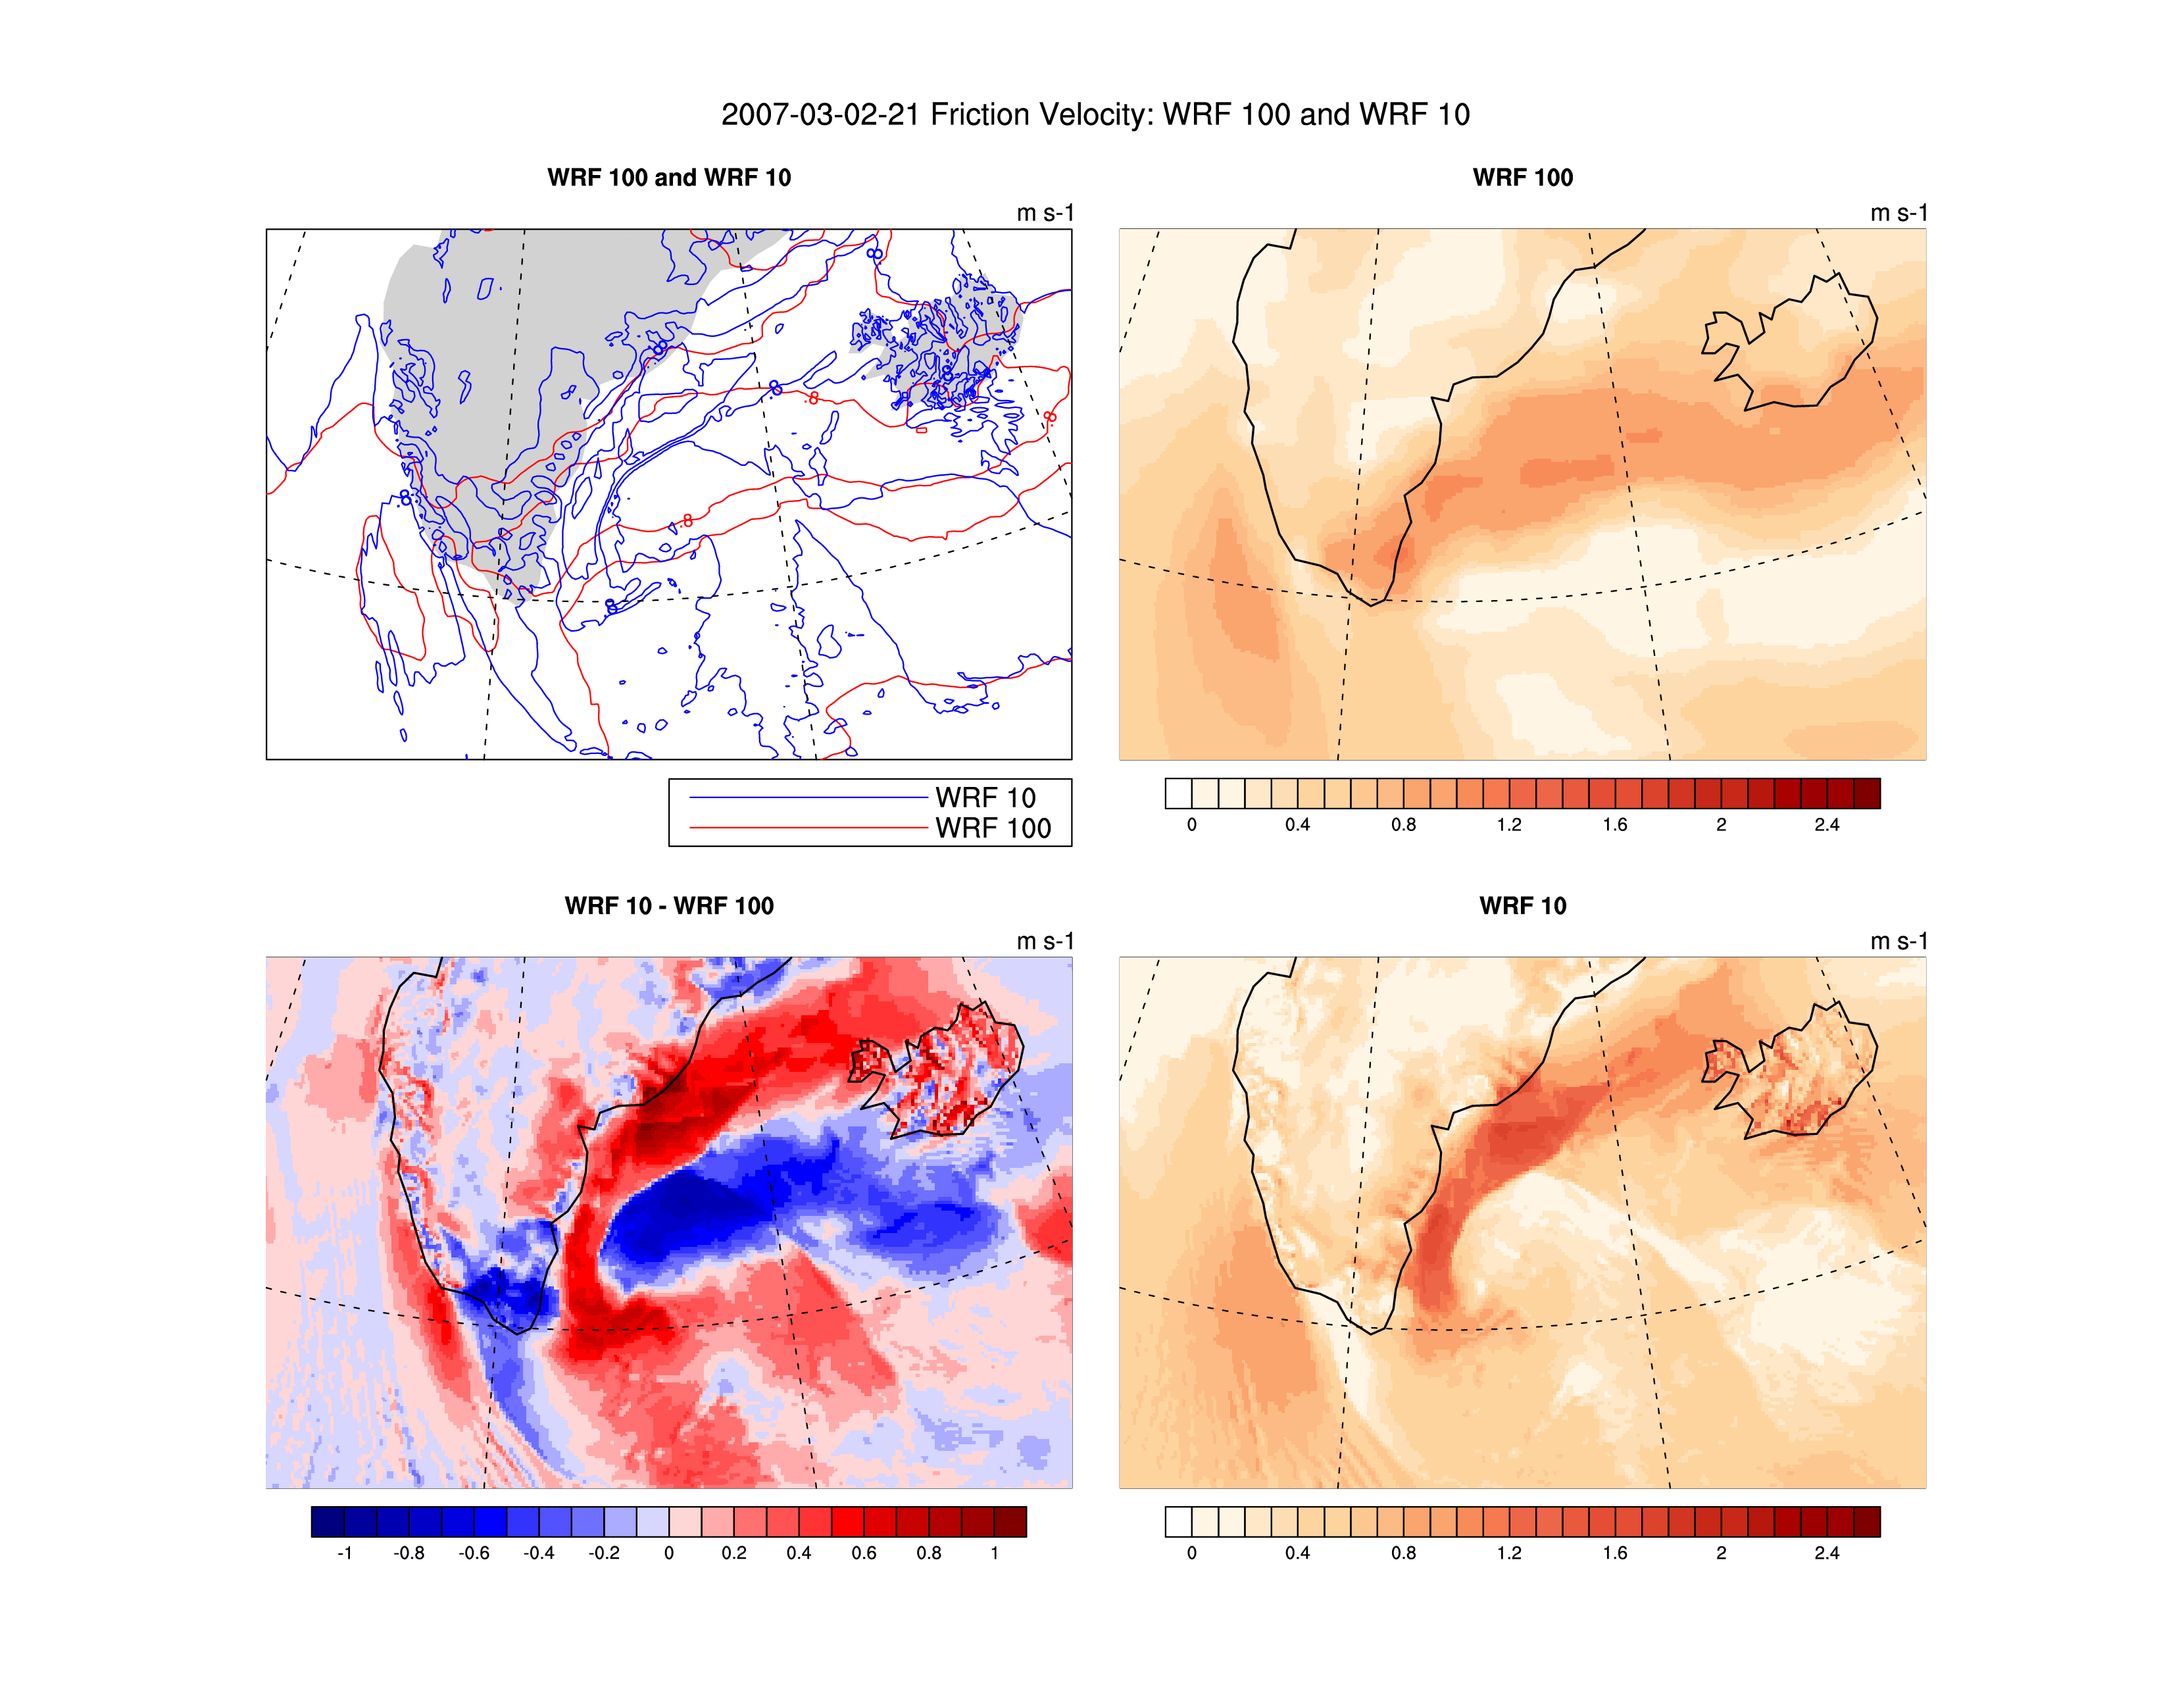 2007-03-02-21 Friction Velocity: WRF 100 and WRF 10
WRF 100 and WRF 10
m s-1
.8
.8
.8
.8
.8
.8
.8
.8
WRF 10
WRF 100
WRF 100
m s-1
0 0.4 0.8 1.2 1.6 2 2.4
WRF 10 - WRF 100
m s-1
-1 -0.8 -0.6 -0.4 -0.2 0 0.2 0.4 0.6 0.8 1
WRF 10
m s-1
0 0.4 0.8 1.2 1.6 2 2.4